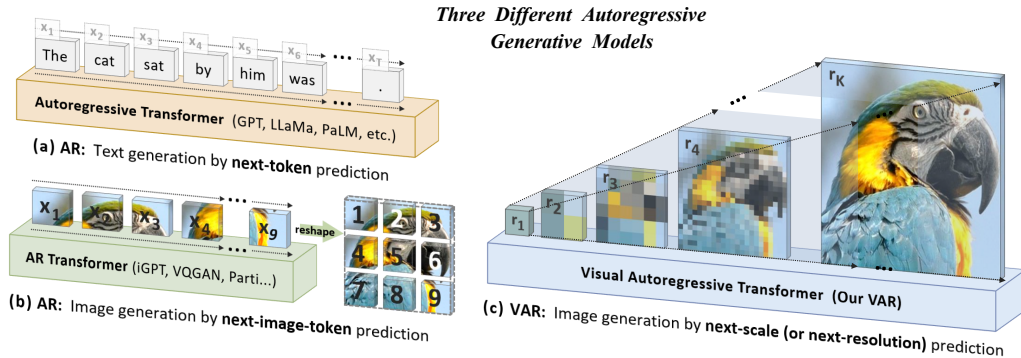 Three Different Autoregressive
Generative Models
x1 x2 x3 x4 x5 x6 ••• xT
The cat sat by him was ••• .
Autoregressive Transformer (GPT, LLaMa, PaLM, etc.)
(a) AR: Text generation by next-token prediction
x1 x2 x3 x4 ••• x9
reshape
1 2 3
4 5 6
7 8 9
AR Transformer (iGPT, VQGAN, Parti...)
(b) AR: Image generation by next-image-token prediction
r1 r2 r3 r4 ••• rK
Visual Autoregressive Transformer (Our VAR)
(c) VAR: Image generation by next-scale (or next-resolution) prediction